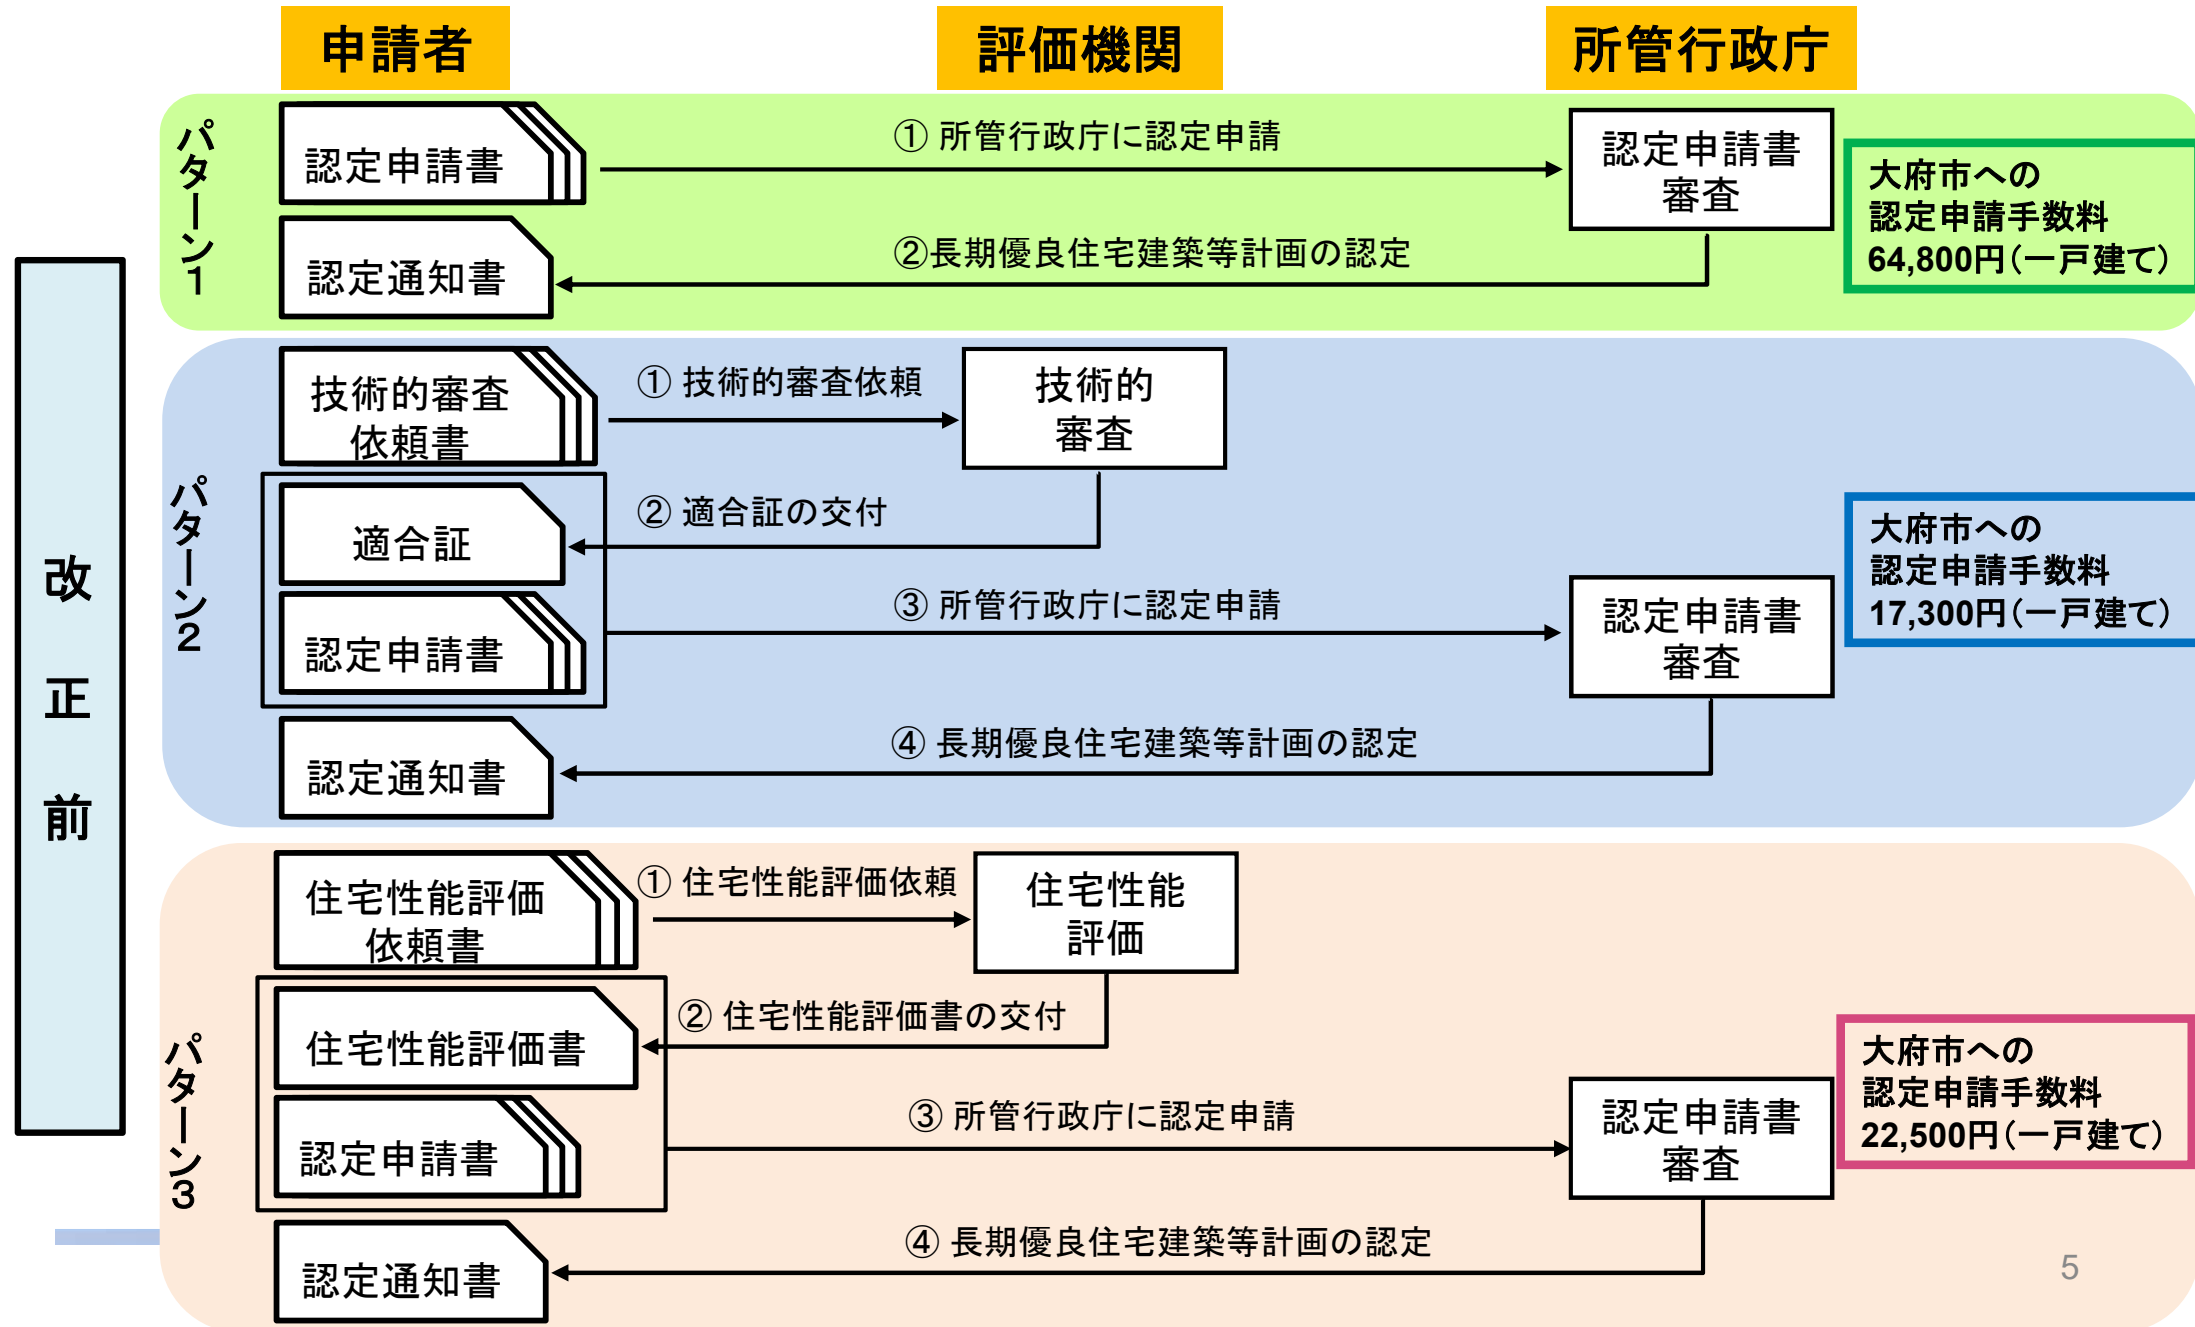 申請者
評価機関
所管行政庁
改正前
パターン1
認定申請書
① 所管行政庁に認定申請
認定申請書
審査
大府市への
認定申請手数料
64,800円（一戸建て）
②長期優良住宅建築等計画の認定
認定通知書
パターン2
技術的審査
依頼書
① 技術的審査依頼
技術的
審査
② 適合証の交付
適合証
認定申請書
③ 所管行政庁に認定申請
認定申請書
審査
大府市への
認定申請手数料
17,300円（一戸建て）
④ 長期優良住宅建築等計画の認定
認定通知書
パターン3
住宅性能評価
依頼書
① 住宅性能評価依頼
住宅性能
評価
② 住宅性能評価書の交付
住宅性能評価書
認定申請書
③ 所管行政庁に認定申請
認定申請書
審査
大府市への
認定申請手数料
22,500円（一戸建て）
④ 長期優良住宅建築等計画の認定
認定通知書
5